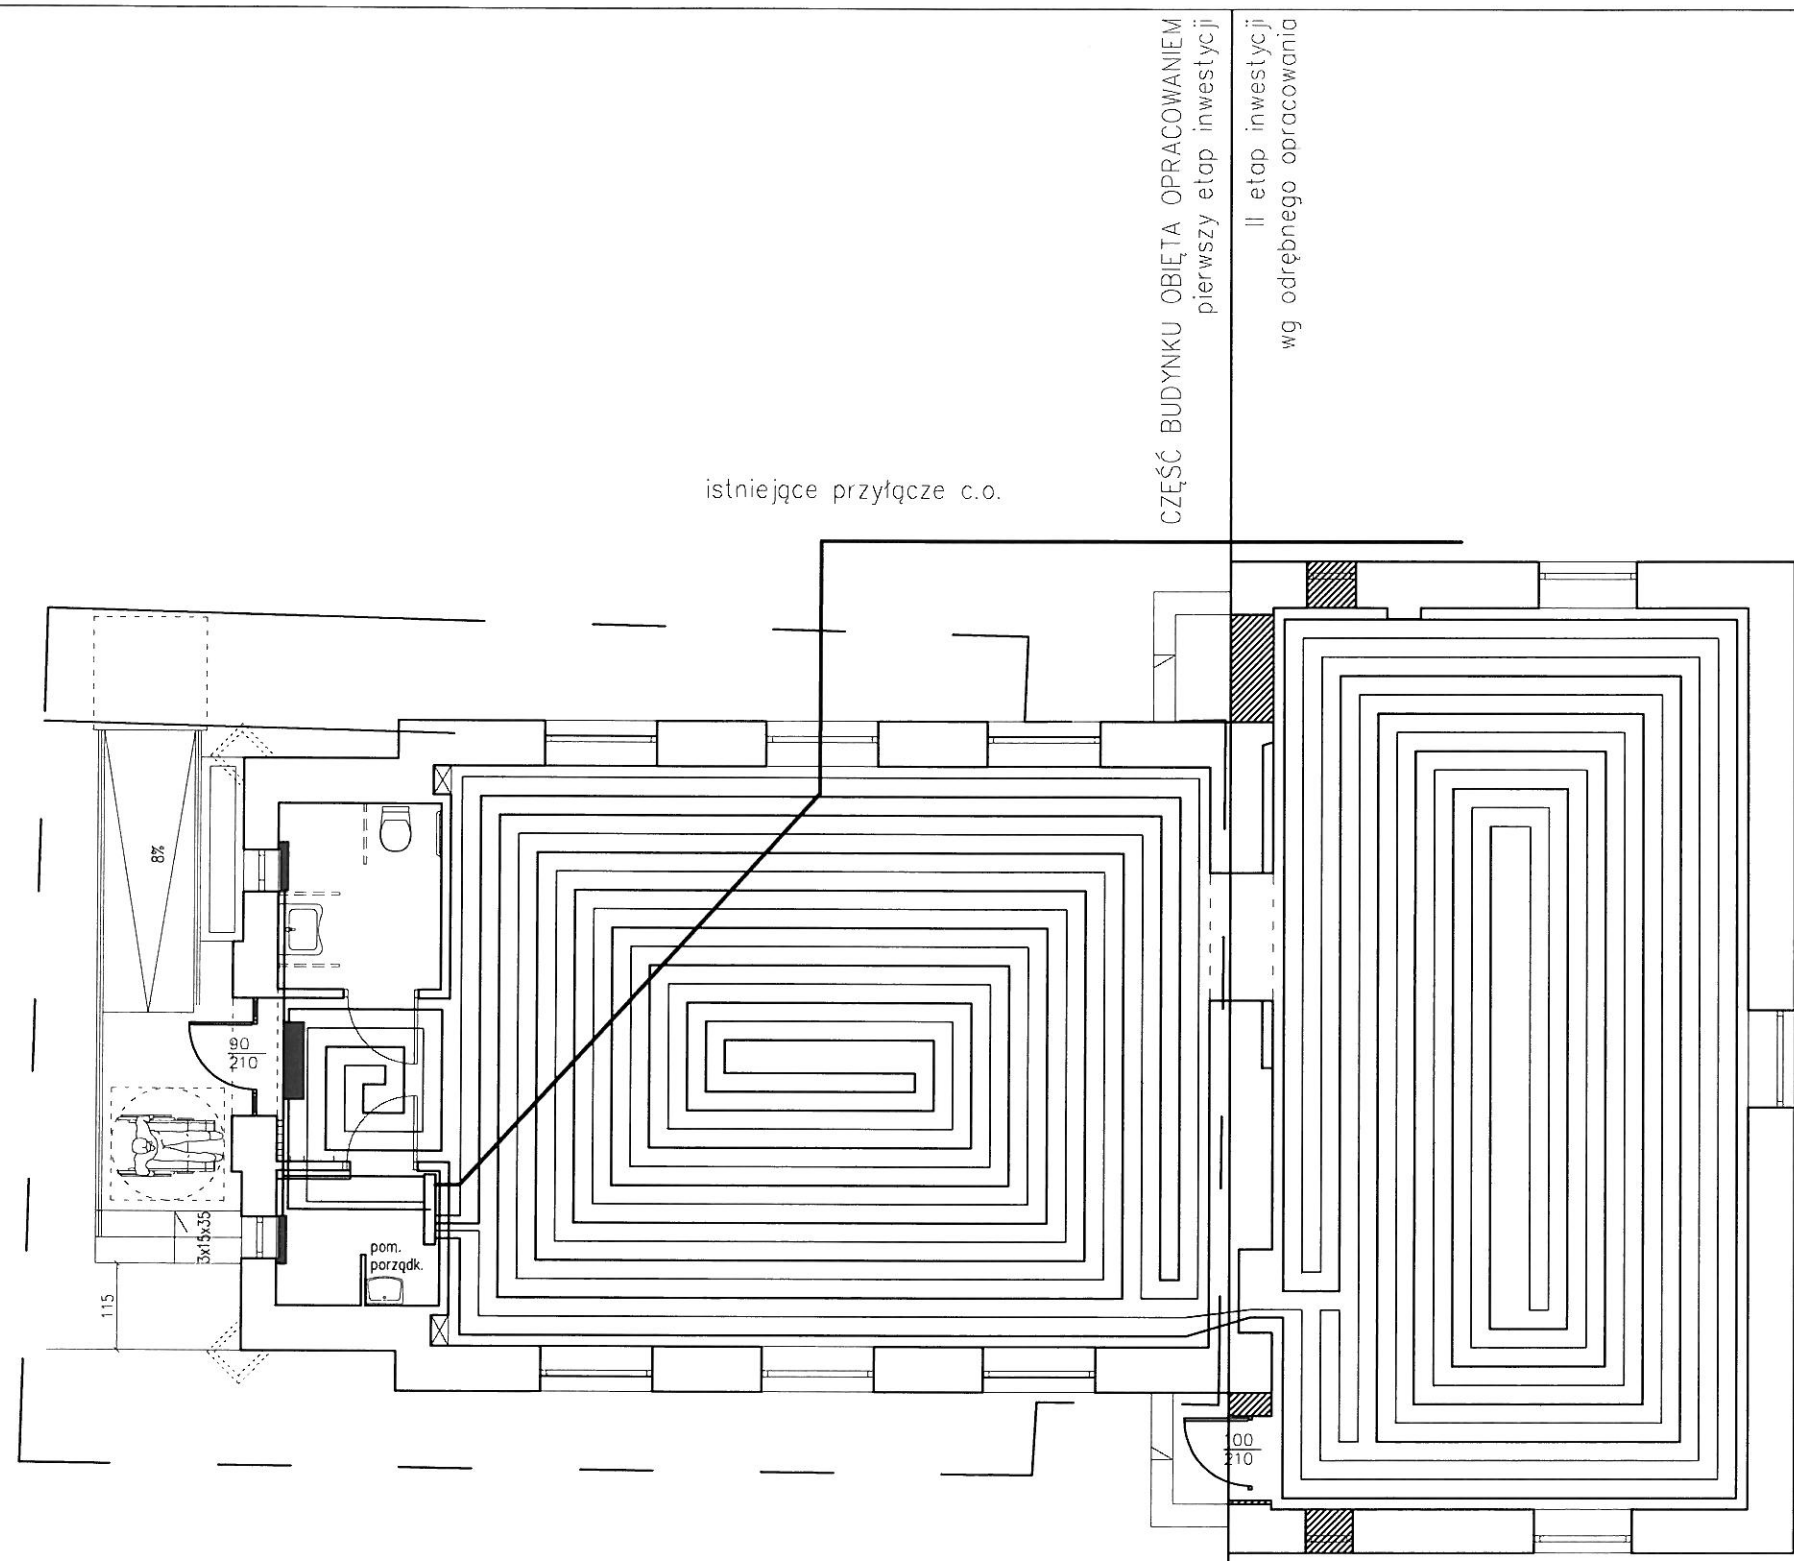 CZĘŚĆ BUDYNKU OBIĘTA OPRACOWANIEM
pierwszy etap inwestycji
II etap inwestycji
wg odrębnego opracowania
istniejące przyłącze c.o.
8%
90
210
3x15x35
pom.
porządk.
115
100
210